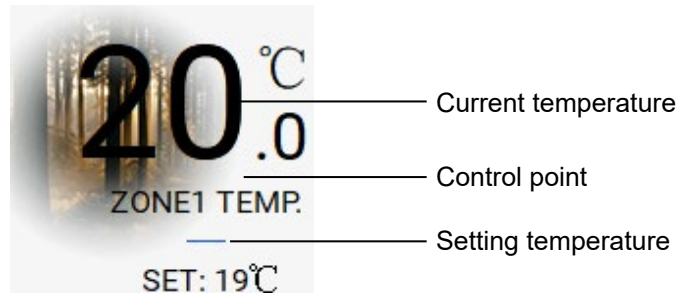 20.0 ℃
Current temperature
Control point
ZONE1 TEMP.
Setting temperature
SET: 19℃